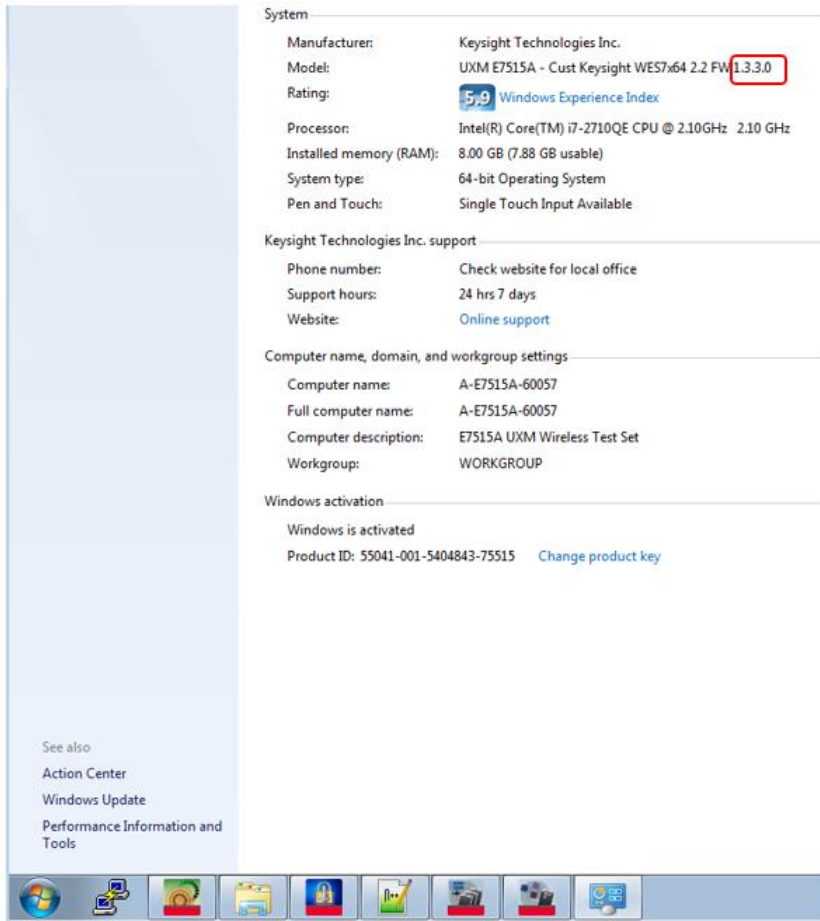 System
Manufacturer: Keysight Technologies Inc.
Model: UXM E7515A - Cust Keysight WES7x64 2.2 FW 1.3.3.0
Rating: 5.9 Windows Experience Index
Processor: Intel(R) Core(TM) i7-2710QE CPU @ 2.10GHz 2.10 GHz
Installed memory (RAM): 8.00 GB (7.88 GB usable)
System type: 64-bit Operating System
Pen and Touch: Single Touch Input Available
Keysight Technologies Inc. support
Phone number: Check website for local office
Support hours: 24 hrs 7 days
Website: Online support
Computer name, domain, and workgroup settings
Computer name: A-E7515A-60057
Full computer name: A-E7515A-60057
Computer description: E7515A UXM Wireless Test Set
Workgroup: WORKGROUP
Windows activation
Windows is activated
Product ID: 55041-001-5404843-75515 Change product key
See also
Action Center
Windows Update
Performance Information and
Tools